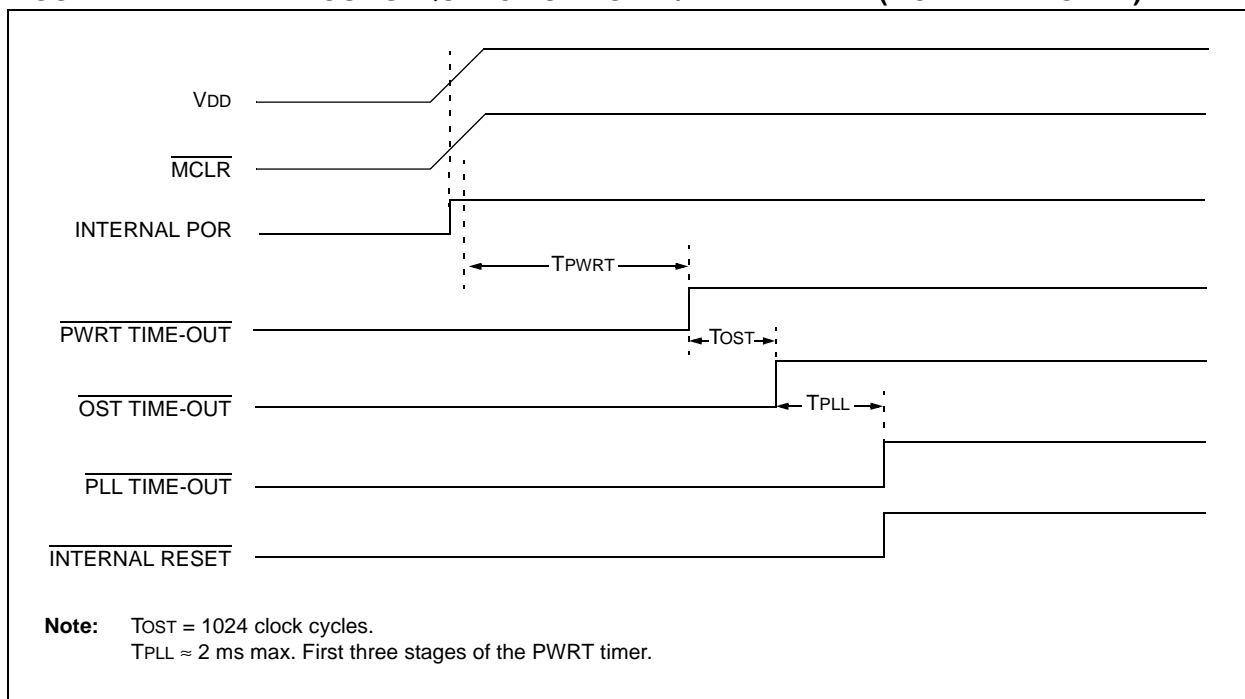 VDD
MCLR
INTERNAL POR
TPWRT
PWRT TIME-OUT
TOST
OST TIME-OUT
TPLL
PLL TIME-OUT
INTERNAL RESET
Note: TOST = 1024 clock cycles.
TPLL ≈ 2 ms max. First three stages of the PWRT timer.